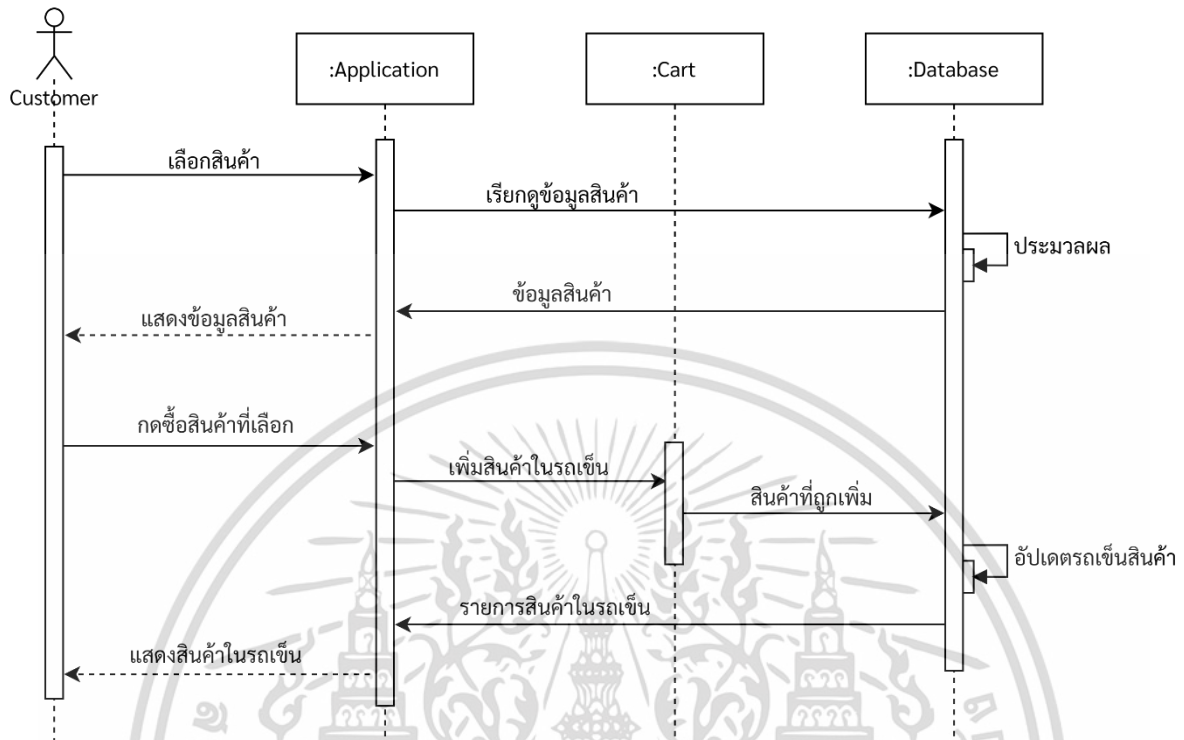 :Application
:Cart
:Database
Customer
เลือกสินค้า
เรียกดูข้อมูลสินค้า
ประมวลผล
ข้อมูลสินค้า
แสดงข้อมูลสินค้า
กดซื้อสินค้าที่เลือก
เพิ่มสินค้าในรถเข็น
สินค้าที่ถูกเพิ่ม
อัปเดตรถเข็นสินค้า
รายการสินค้าในรถเข็น
แสดงสินค้าในรถเข็น